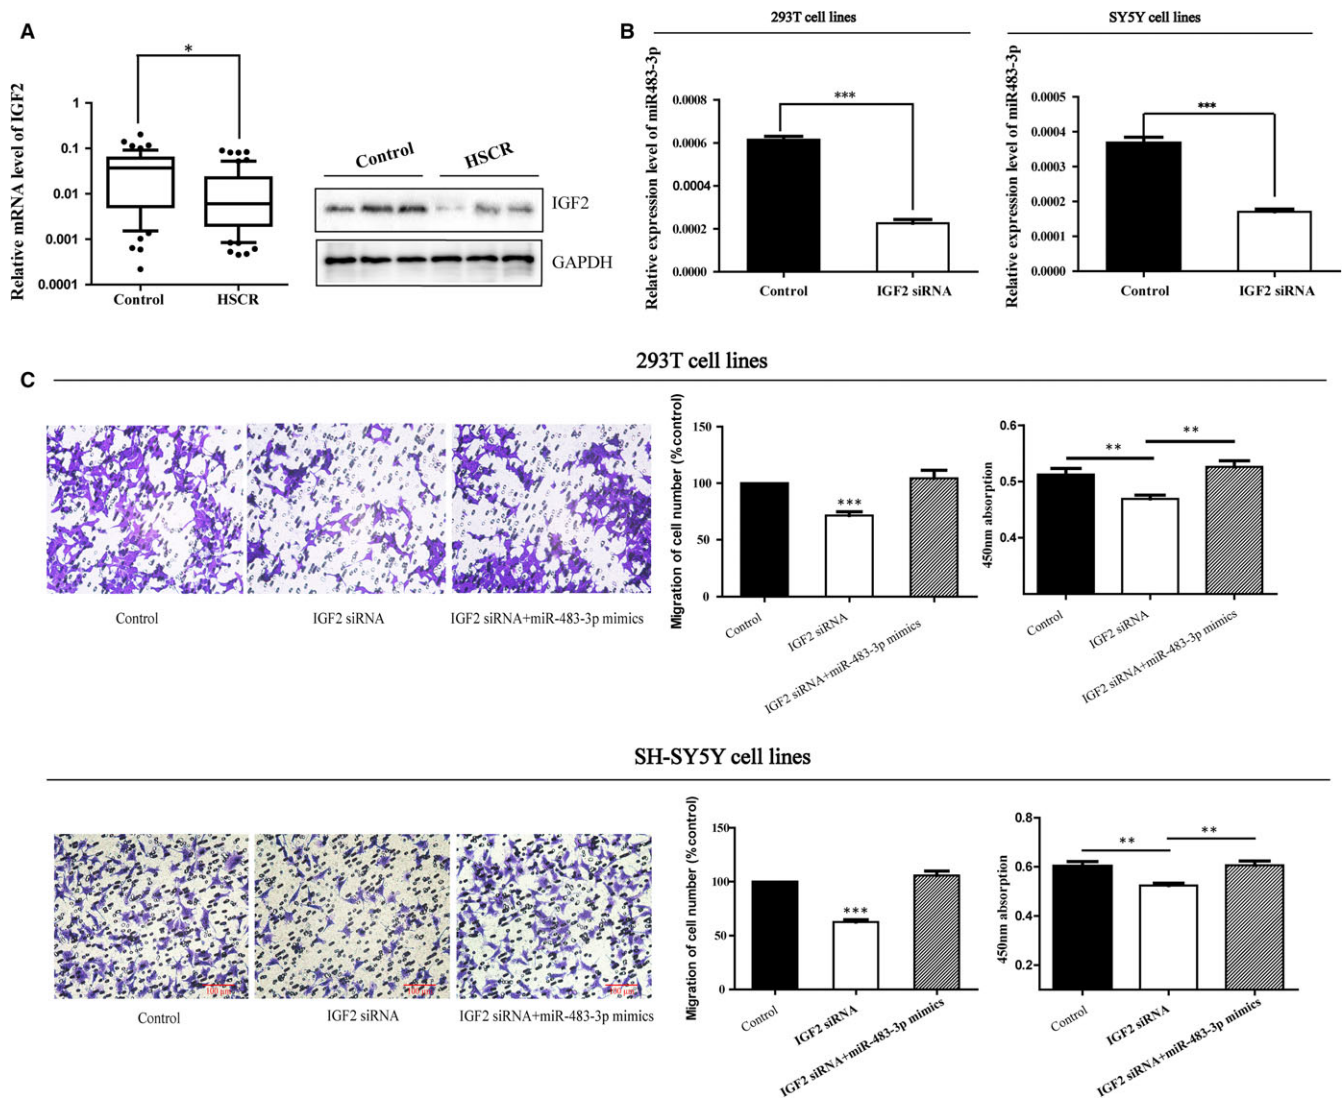 A
*
Relative mRNA level of IGF2
1
0.1
0.01
0.001
0.0001
Control
HSCR
Control
HSCR
IGF2
GAPDH
B
293T cell lines
Relative expression level of miR483-3p
0.0008
0.0006
0.0004
0.0002
0.0000
***
Control
IGF2 siRNA
SY5Y cell lines
Relative expression level of miR483-3p
0.0005
0.0004
0.0003
0.0002
0.0001
0.0000
***
Control
IGF2 siRNA
C
293T cell lines
Control
IGF2 siRNA
IGF2 siRNA+miR-483-3p mimics
Migration of cell number (%control)
150
100
50
0
***
Control
IGF2 siRNA
IGF2 siRNA+miR-483-3p mimics
450nm absorption
0.6
0.5
0.4
**
**
Control
IGF2 siRNA
IGF2 siRNA+miR-483-3p mimics
SH-SY5Y cell lines
100 μm
100 μm
100 μm
Control
IGF2 siRNA
IGF2 siRNA+miR-483-3p mimics
Migration of cell number (%control)
150
100
50
0
***
Control
IGF2 siRNA
IGF2 siRNA+miR-483-3p mimics
450nm absorption
0.8
0.6
0.4
0.2
**
**
Control
IGF2 siRNA
IGF2 siRNA+miR-483-3p mimics